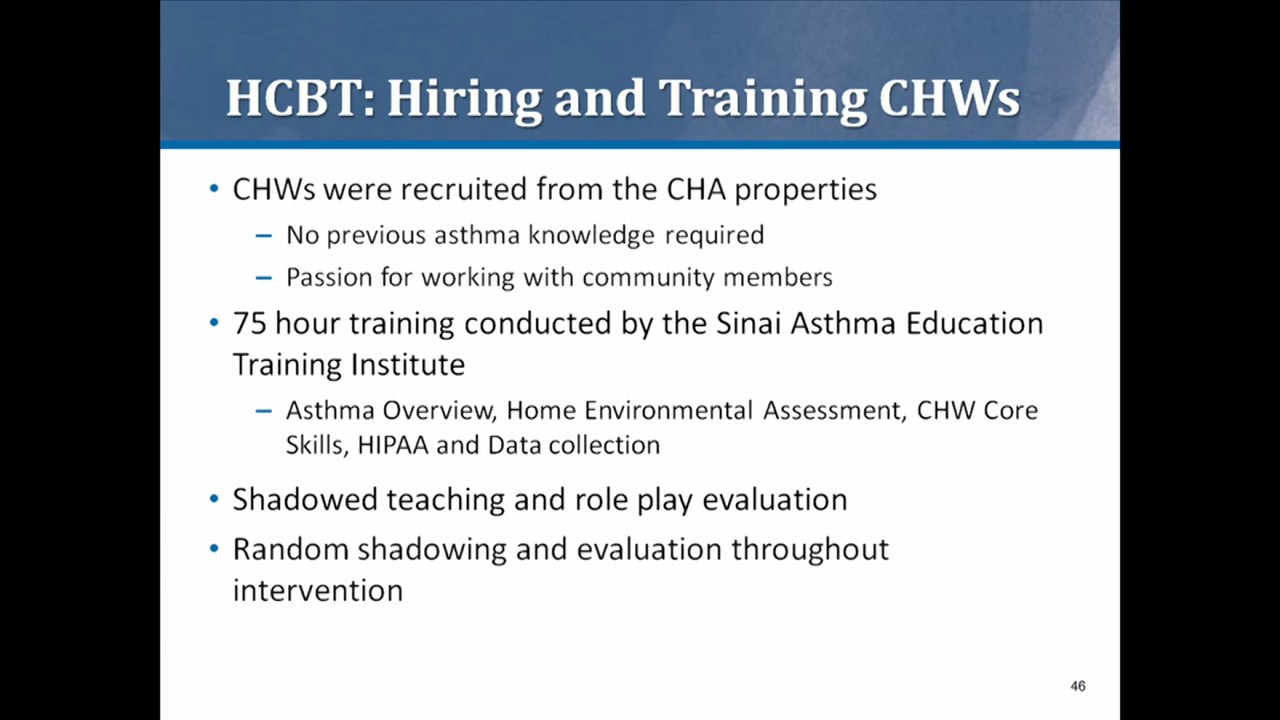 HCBT: Hiring and Training CHWs
• CHWs were recruited from the CHA properties
– No previous asthma knowledge required
– Passion for working with community members
• 75 hour training conducted by the Sinai Asthma Education
Training Institute
– Asthma Overview, Home Environmental Assessment, CHW Core
Skills, HIPAA and Data collection
• Shadowed teaching and role play evaluation
• Random shadowing and evaluation throughout
intervention
46